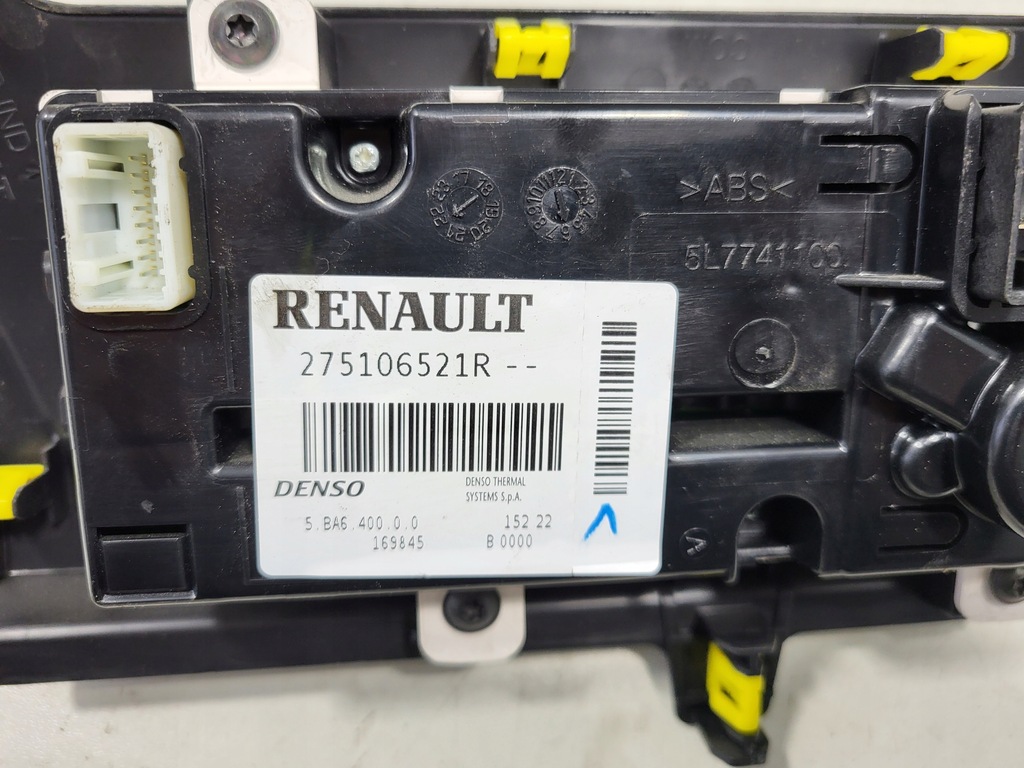 >ABS<
5L7741100
RENAULT
275106521R --
DENSO
DENSO THERMAL
SYSTEMS S.p.A.
5.BA6.400.0.0
152 22
169845
B 0000